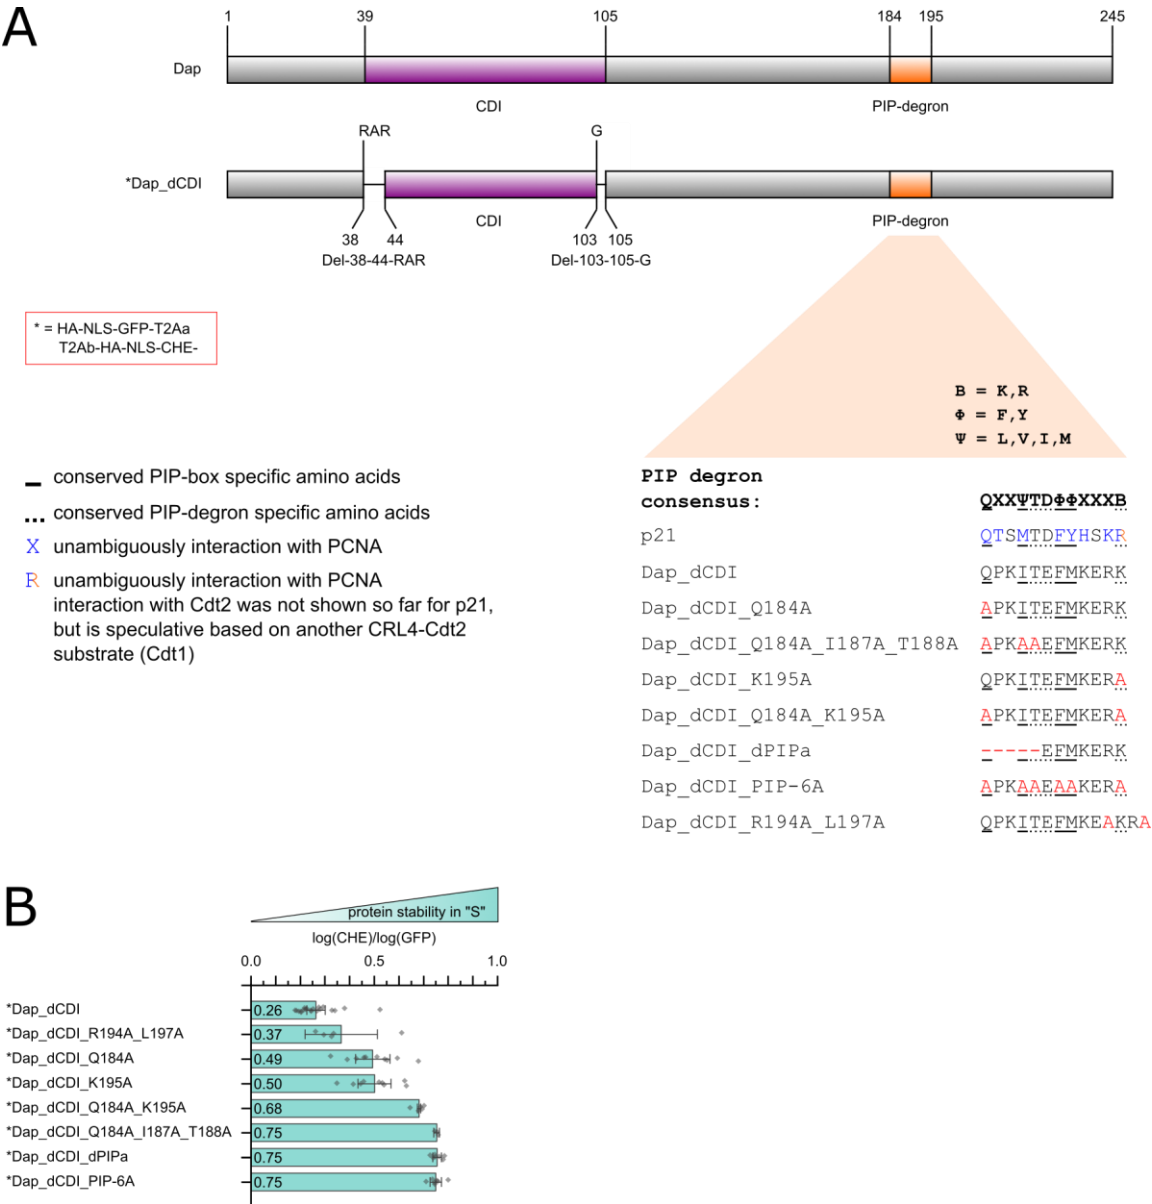 A
1 39 105 184 195 245
Dap
CDI PIP-degron
RAR G
*Dap_dCDI
CDI PIP-degron
38 44 103 105
Del-38-44-RAR Del-103-105-G
* = HA-NLS-GFP-T2Aa
T2Ab-HA-NLS-CHE-
B = K,R
Φ = F,Y
Ψ = L,V,I,M
conserved PIP-box specific amino acids
... conserved PIP-degron specific amino acids
X unambiguously interaction with PCNA
R unambiguously interaction with PCNA
interaction with Cdt2 was not shown so far for p21,
but is speculative based on another CRL4-Cdt2
substrate (Cdt1)
PIP degron
consensus: QXXΨTDΦΦXXXB
p21 QTSMTDFYHSKR
Dap_dCDI QPKITEFMKERK
Dap_dCDI_Q184A APKITEFMKERK
Dap_dCDI_Q184A_I187A_T188A APKAAEFMKERK
Dap_dCDI_K195A QPKITEFMKERA
Dap_dCDI_Q184A_K195A APKITEFMKERA
Dap_dCDI_dPIPa -----EFMKERK
Dap_dCDI_PIP-6A APKAAEAAKERA
Dap_dCDI_R194A_L197A QPKITEFMKEAKRA
B
protein stability in "S"
log(CHE)/log(GFP)
0.0 0.5 1.0
*Dap_dCDI 0.26
*Dap_dCDI_R194A_L197A 0.37
*Dap_dCDI_Q184A 0.49
*Dap_dCDI_K195A 0.50
*Dap_dCDI_Q184A_K195A 0.68
*Dap_dCDI_Q184A_I187A_T188A 0.75
*Dap_dCDI_dPIPa 0.75
*Dap_dCDI_PIP-6A 0.75